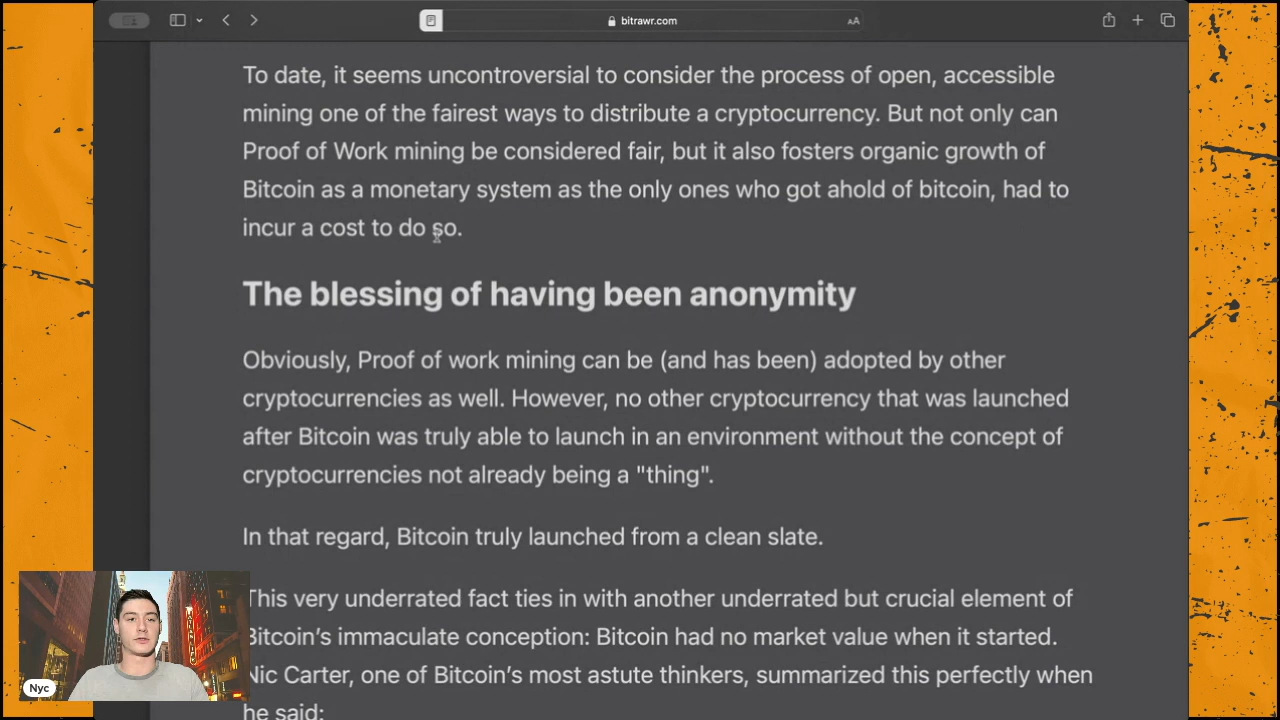 bitrawr.com
AA
To date, it seems uncontroversial to consider the process of open, accessible
mining one of the fairest ways to distribute a cryptocurrency. But not only can
Proof of Work mining be considered fair, but it also fosters organic growth of
Bitcoin as a monetary system as the only ones who got ahold of bitcoin, had to
incur a cost to do so.
The blessing of having been anonymity
Obviously, Proof of work mining can be (and has been) adopted by other
cryptocurrencies as well. However, no other cryptocurrency that was launched
after Bitcoin was truly able to launch in an environment without the concept of
cryptocurrencies not already being a "thing".
In that regard, Bitcoin truly launched from a clean slate.
This very underrated fact ties in with another underrated but crucial element of
Bitcoin's immaculate conception: Bitcoin had no market value when it started.
Nic Carter, one of Bitcoin's most astute thinkers, summarized this perfectly when
he said:
Nyc